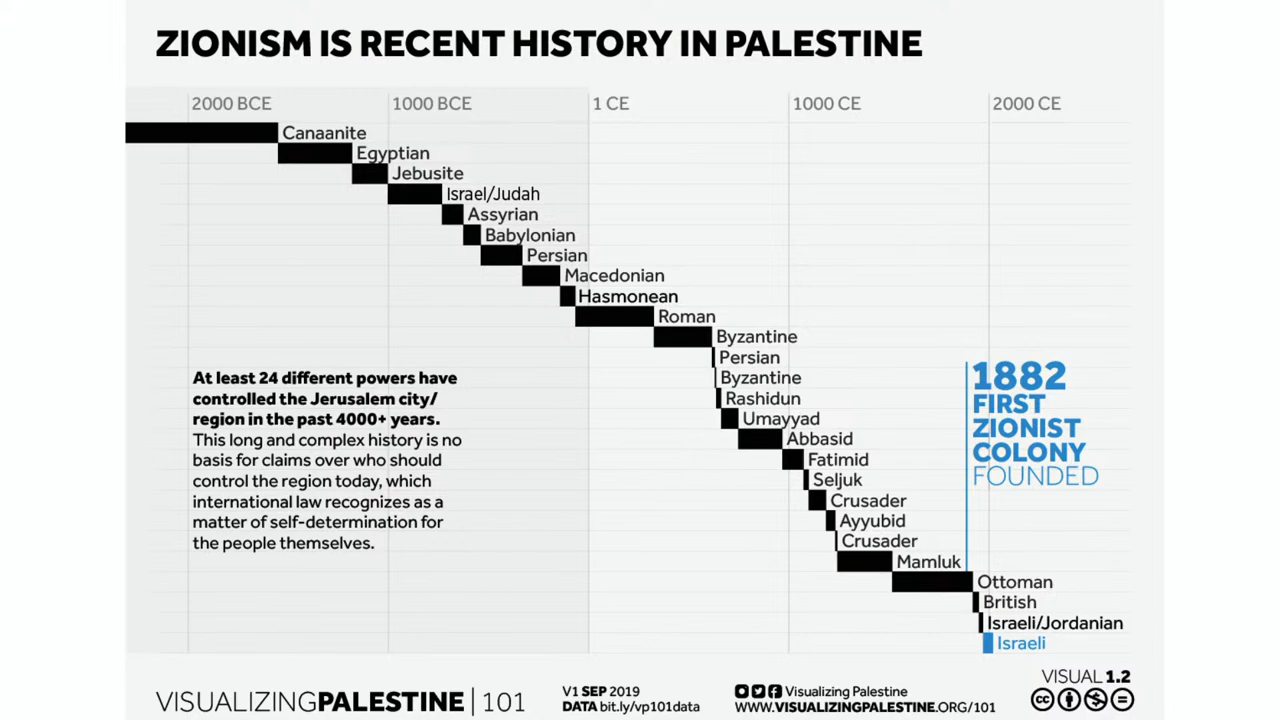 ZIONISM IS RECENT HISTORY IN PALESTINE
2000 BCE 1000 BCE 1 CE 1000 CE 2000 CE
Canaanite
Egyptian
Jebusite
Israel/Judah
Assyrian
Babylonian
Persian
Macedonian
Hasmonean
Roman
Byzantine
Persian
Byzantine
Rashidun
Umayyad
Abbasid
Fatimid
Seljuk
Crusader
Ayyubid
Crusader
Mamluk
Ottoman
British
Israeli/Jordanian
Israeli
At least 24 different powers have
controlled the Jerusalem city/
region in the past 4000+ years.
This long and complex history is no
basis for claims over who should
control the region today, which
international law recognizes as a
matter of self-determination for
the people themselves.
1882
FIRST
ZIONIST
COLONY
FOUNDED
VISUALIZINGPALESTINE | 101
V1 SEP 2019
DATA bit.ly/vp101data
Visualizing Palestine
WWW.VISUALIZINGPALESTINE.ORG/101
VISUAL 1.2